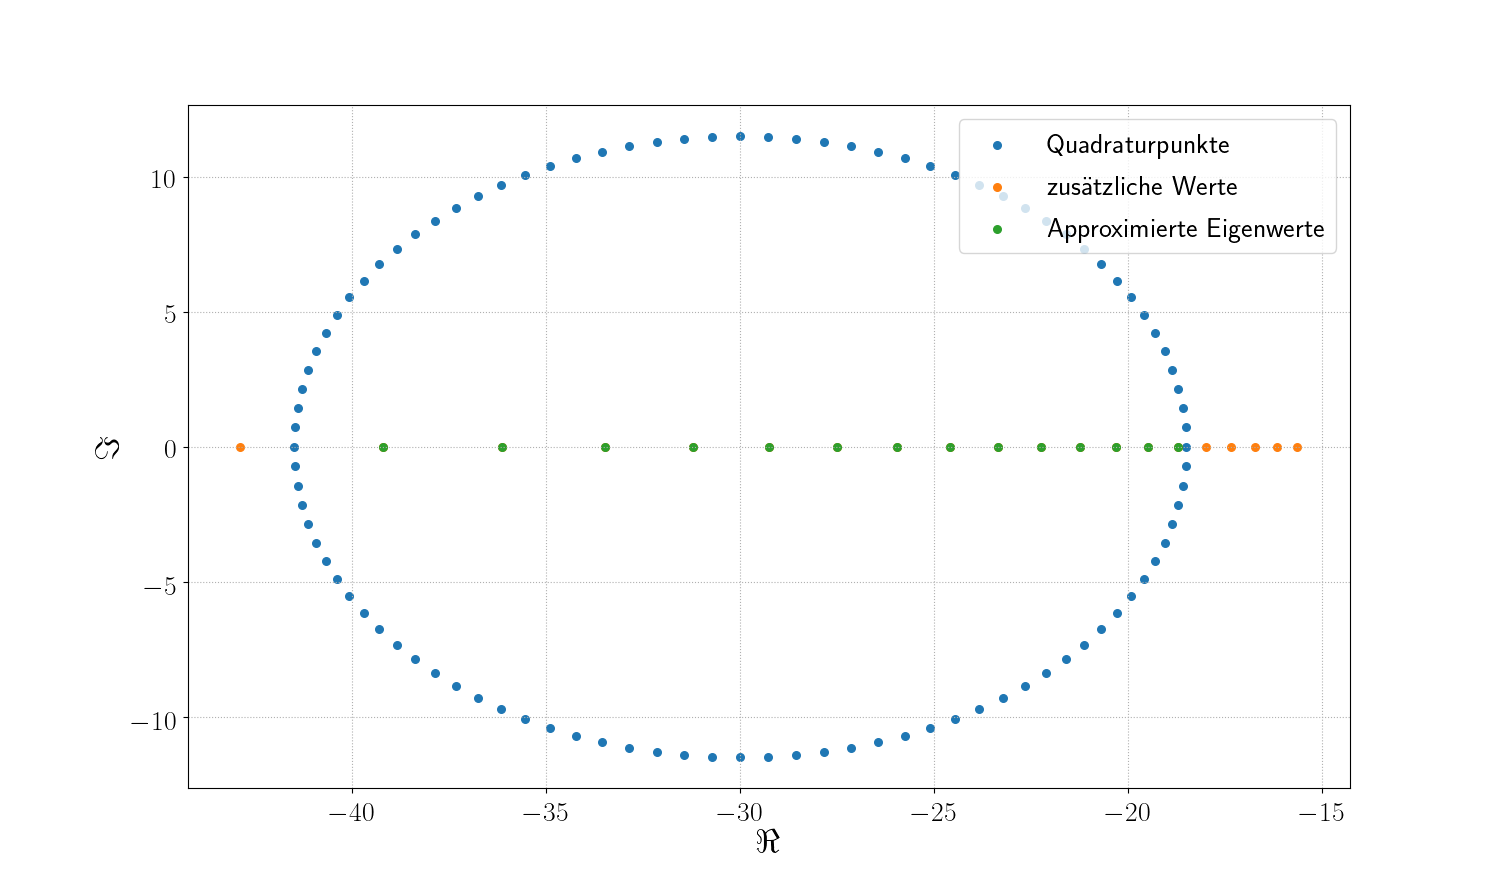 Quadraturpunkte
zusätzliche Werte
Approximierte Eigenwerte
10
5
0
−5
−10
ℑ
−40 −35 −30 −25 −20 −15
ℜ